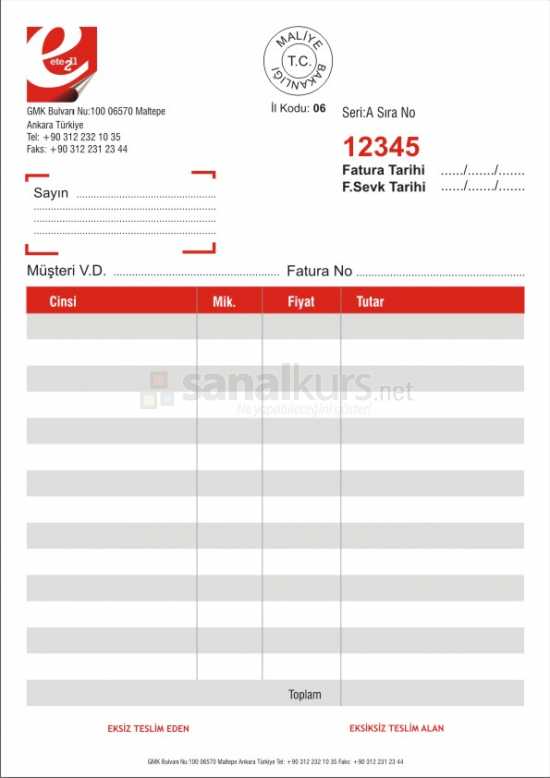 ete2ll
GMK Bulvarı Nu:100 06570 Maltepe
Ankara Türkiye
Tel: +90 312 232 10 35
Faks: +90 312 231 23 44
MALİYE
T.C.
BAKANLIĞI
İl Kodu: 06
Seri:A Sıra No
12345
Fatura Tarihi ....../......./.......
F.Sevk Tarihi ....../......./.......
Sayın
Müşteri V.D.
Fatura No
Cinsi Mik. Fiyat Tutar
sanalkurs.net
Ne yapabileceğini göster!
Toplam
EKSİZ TESLİM EDEN
EKSİKSİZ TESLİM ALAN
GMK Bulvarı Nu:100 06570 Maltepe Ankara Türkiye Tel: +90 312 232 10 35 Faks: +90 312 231 23 44